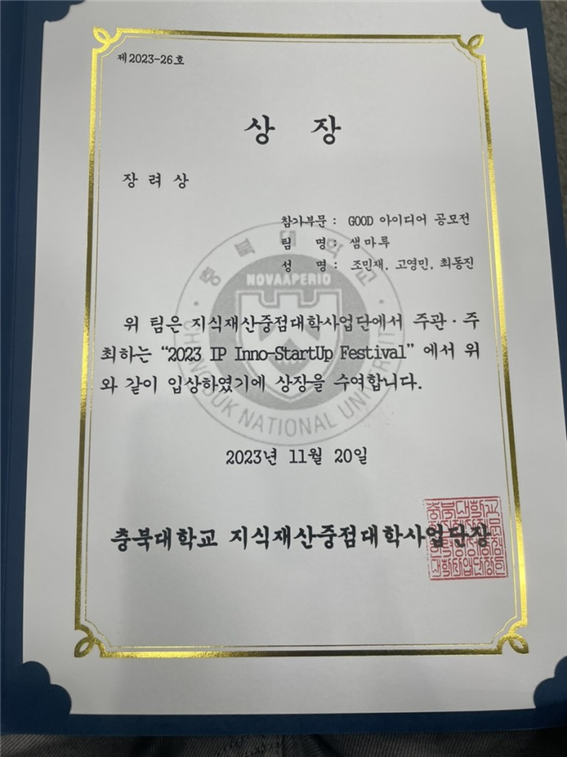 제2023-26호
상 장
장 려 상
참가부문 : GOOD 아이디어 공모전
팀 명 : 샘마루
성 명 : 조민재, 고영민, 최동진
충북대학교
NOVAAPERIO
CHUNGBUK NATIONAL UNIVERSITY
위 팀은 지식재산중점대학사업단에서 주관·주
최하는 “2023 IP Inno-StartUp Festival” 에서 위
와 같이 입상하였기에 상장을 수여합니다.
2023년 11월 20일
충북대학교 지식재산중점대학사업단장